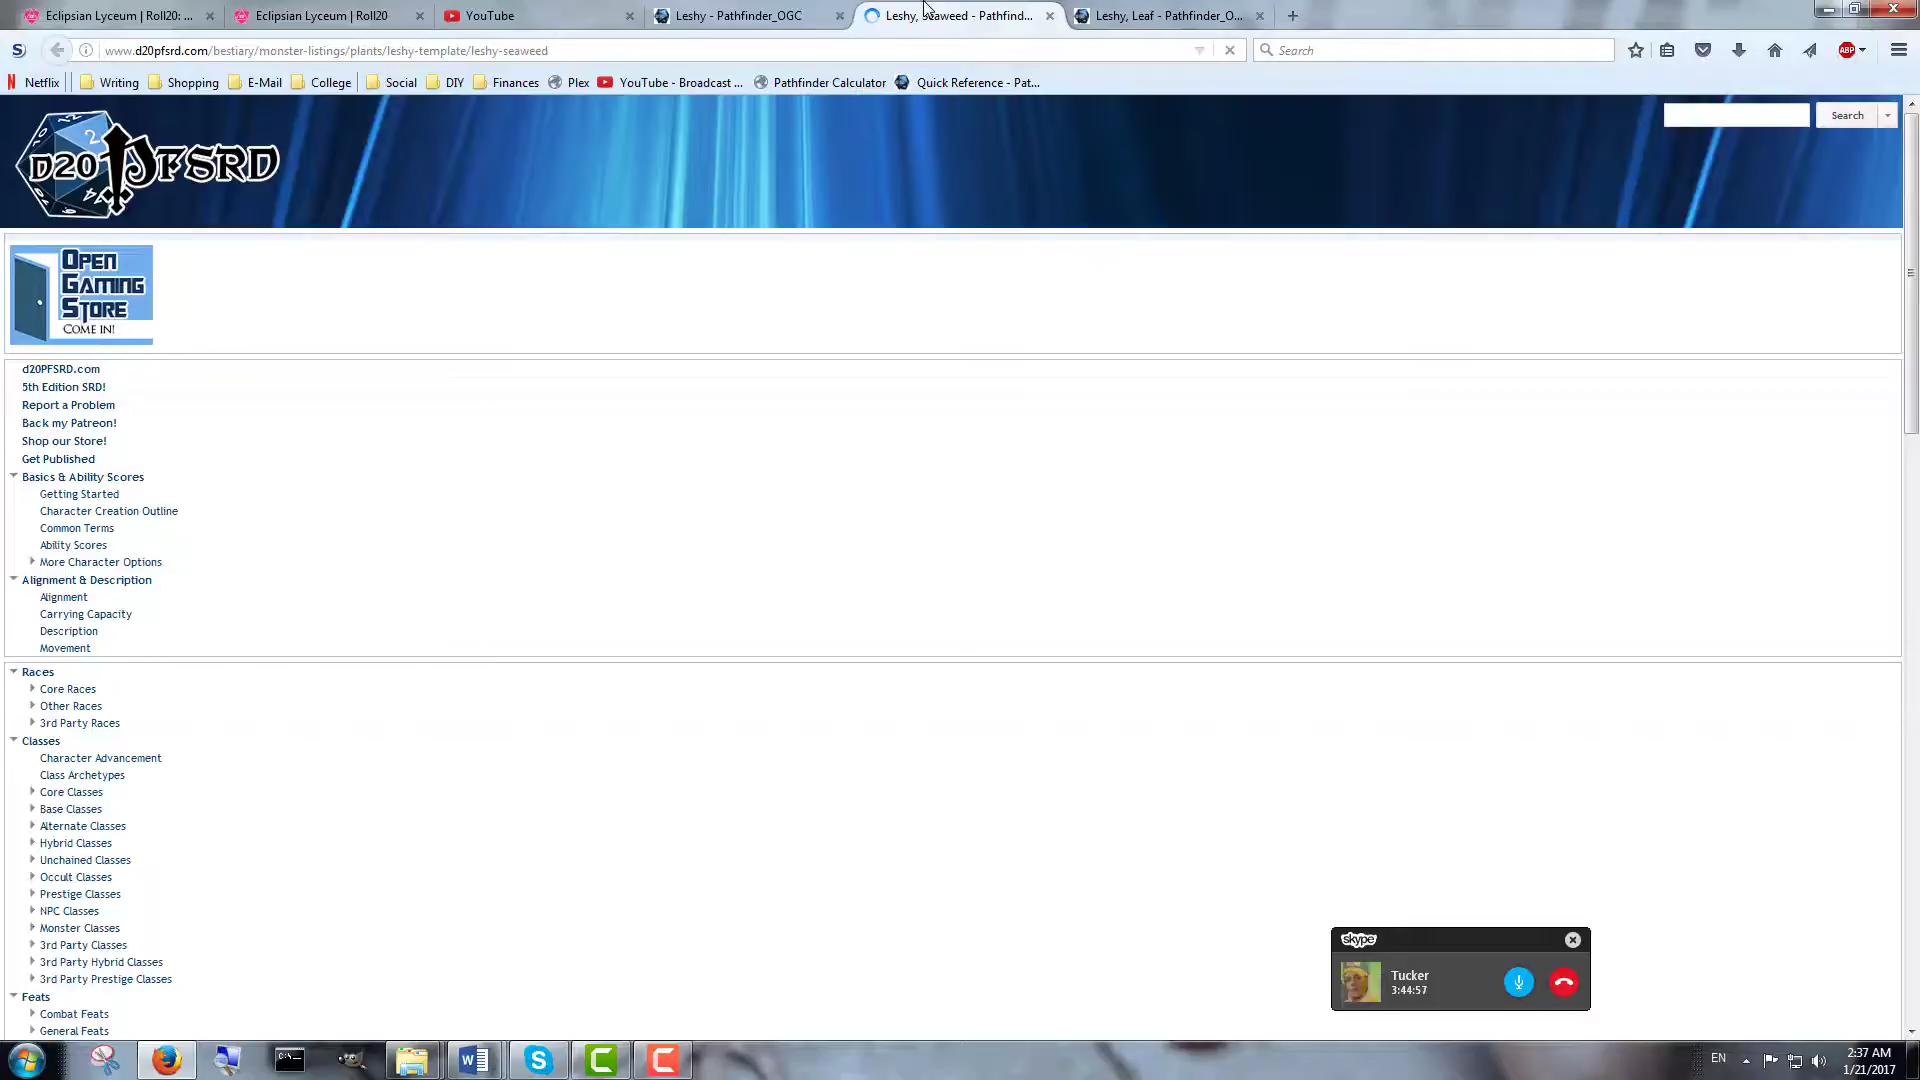 Eclipsian Lyceum | Roll20: ...
Eclipsian Lyceum | Roll20
YouTube
Leshy - Pathfinder_OGC
Leshy, Seaweed - Pathfind...
Leshy, Leaf - Pathfinder_O...
www.d20pfsrd.com/bestiary/monster-listings/plants/leshy-template/leshy-seaweed
Search
ABP
Netflix
Writing
Shopping
E-Mail
College
Social
DIY
Finances
Plex
YouTube - Broadcast ...
Pathfinder Calculator
Quick Reference - Pat...
D20PFSRD
Search
OPEN
GAMING
STORE
COME IN!
d20PFSRD.com
5th Edition SRD!
Report a Problem
Back my Patreon!
Shop our Store!
Get Published
Basics & Ability Scores
Getting Started
Character Creation Outline
Common Terms
Ability Scores
More Character Options
Alignment & Description
Alignment
Carrying Capacity
Description
Movement
Races
Core Races
Other Races
3rd Party Races
Classes
Character Advancement
Class Archetypes
Core Classes
Base Classes
Alternate Classes
Hybrid Classes
Unchained Classes
Occult Classes
Prestige Classes
NPC Classes
Monster Classes
3rd Party Classes
3rd Party Hybrid Classes
3rd Party Prestige Classes
Feats
Combat Feats
General Feats
skype
Tucker
3:44:57
EN
2:37 AM
1/21/2017